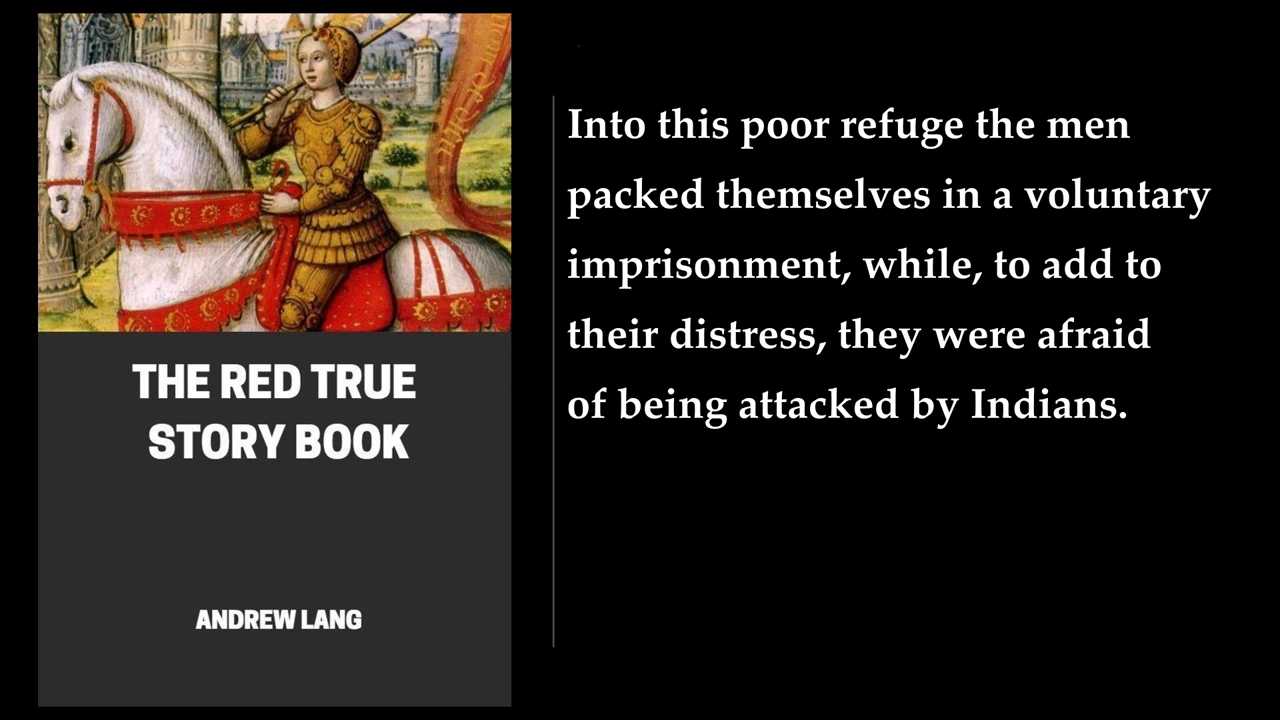 THE RED TRUE
STORY BOOK
ANDREW LANG
Into this poor refuge the men
packed themselves in a voluntary
imprisonment, while, to add to
their distress, they were afraid
of being attacked by Indians.